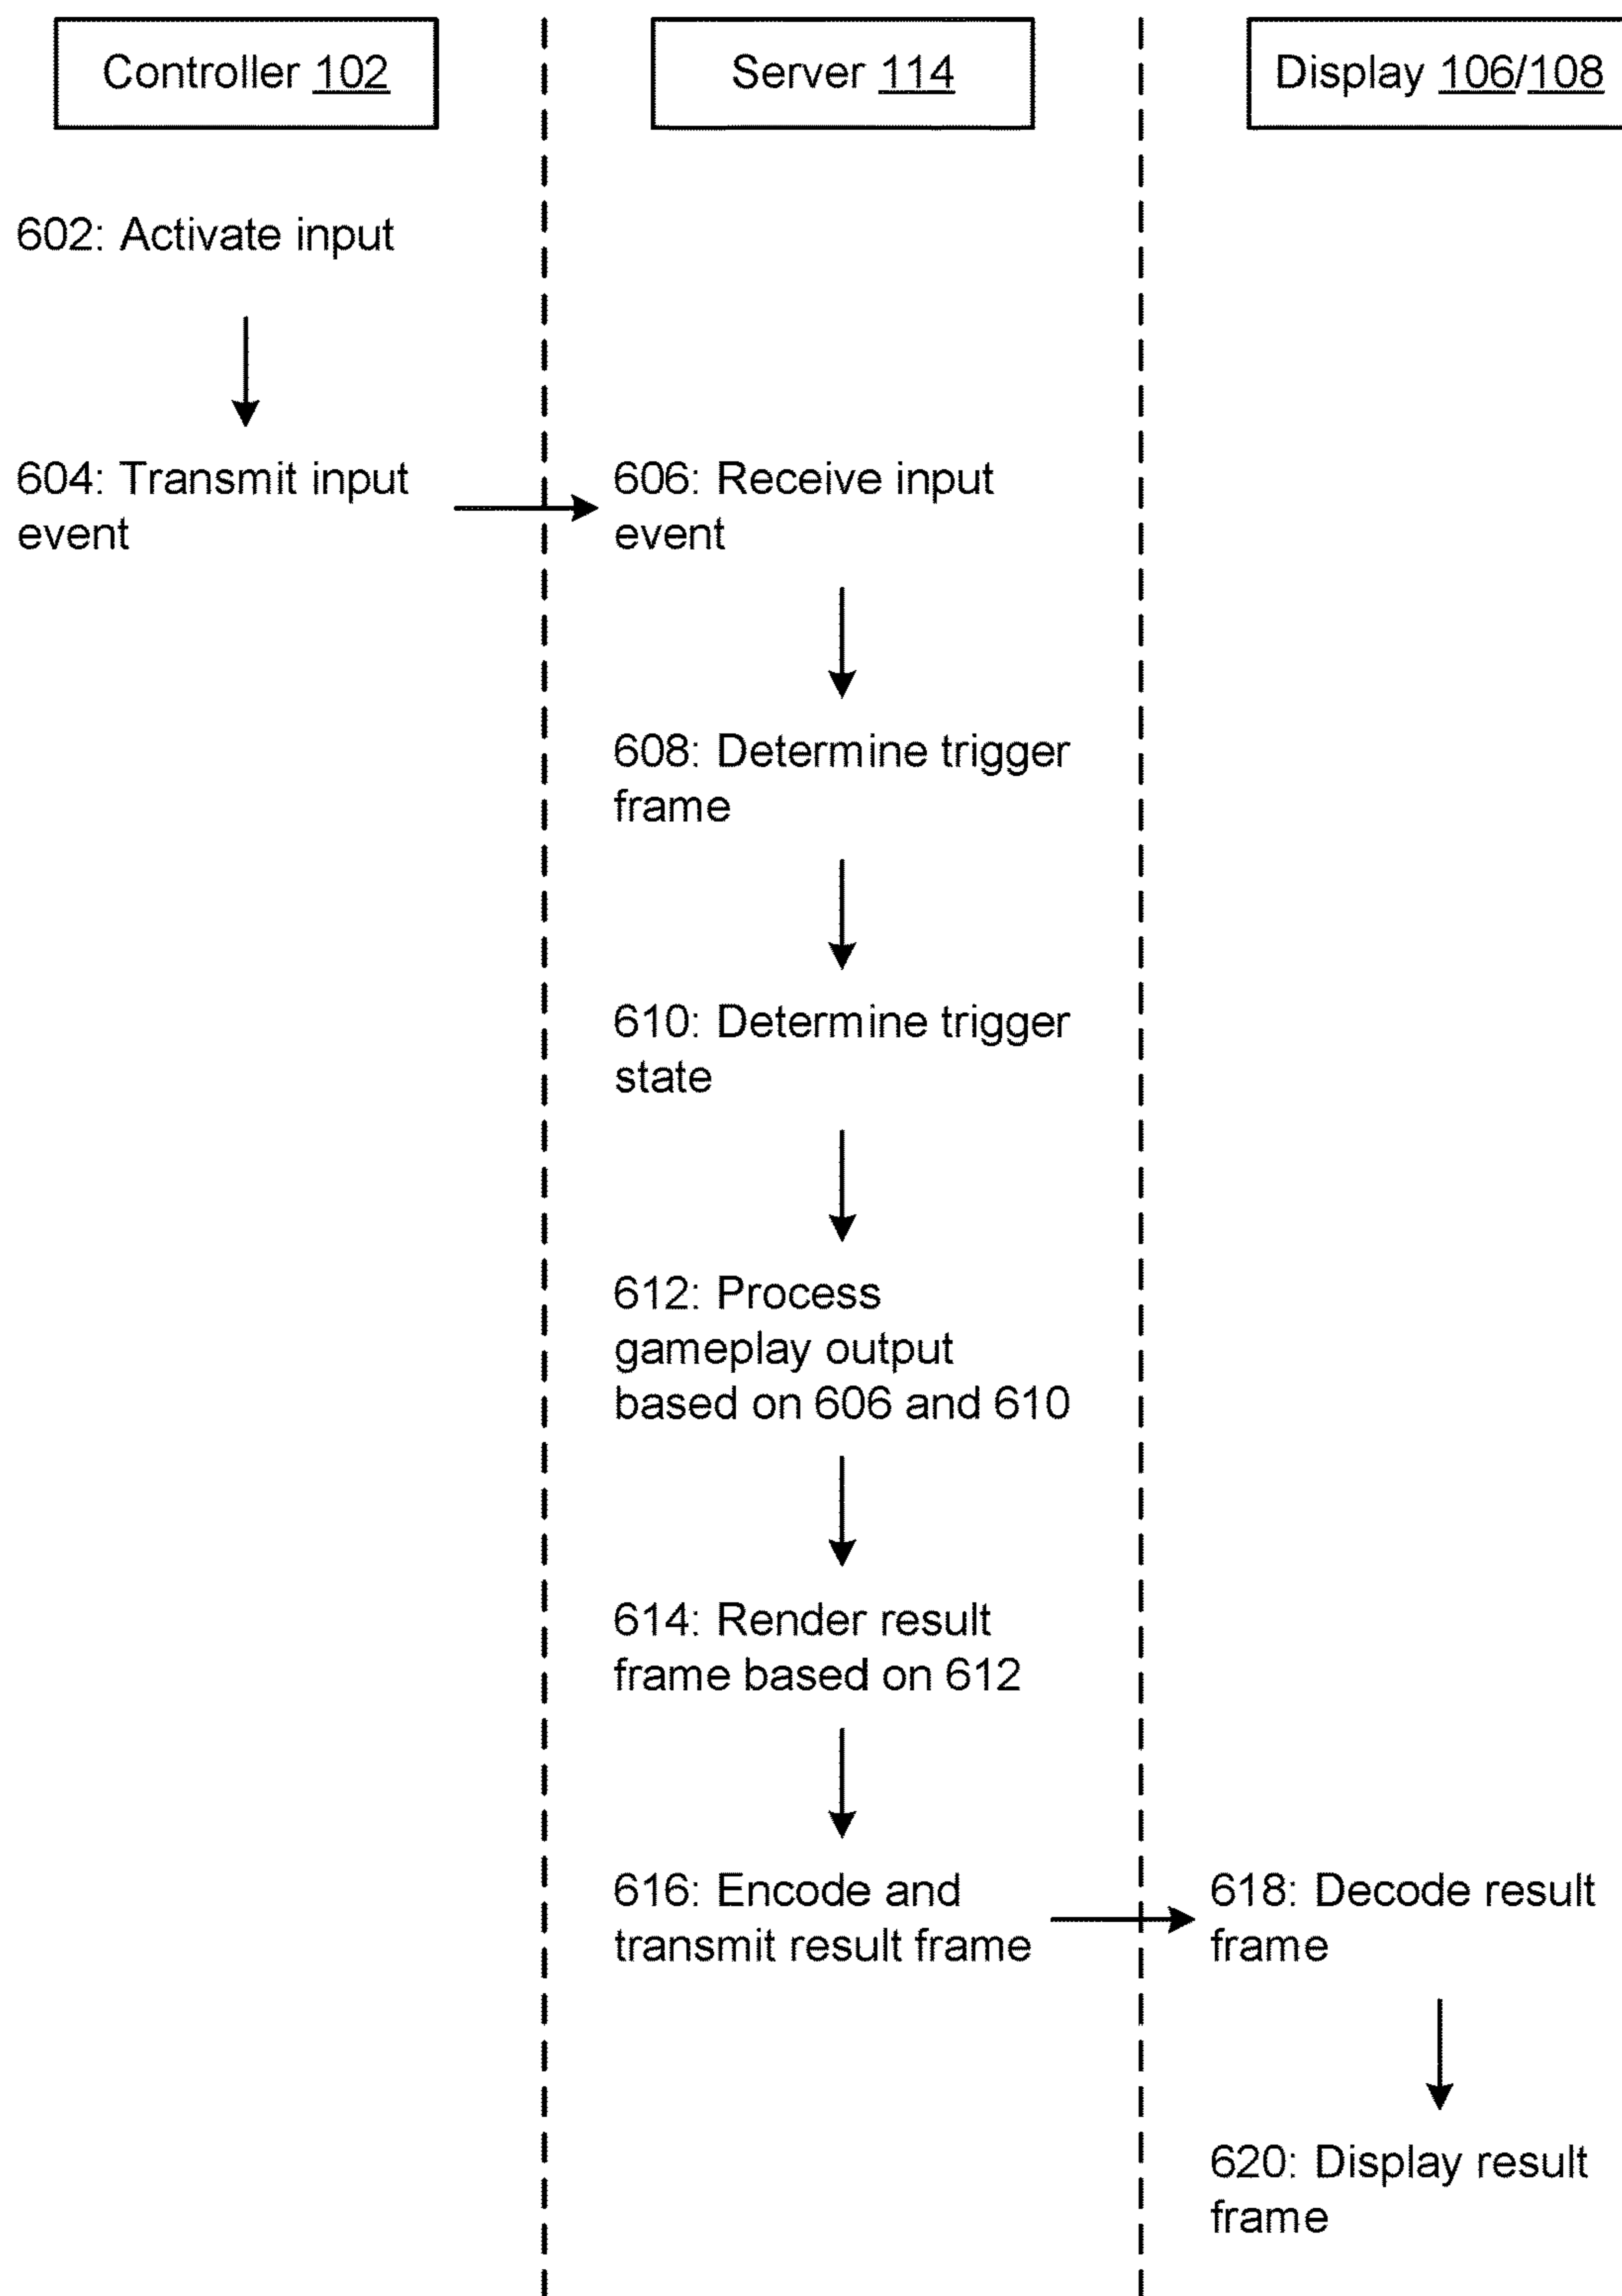 Controller 102
Server 114
Display 106/108
602: Activate input
604: Transmit input
event
606: Receive input
event
608: Determine trigger
frame
610: Determine trigger
state
612: Process
gameplay output
based on 606 and 610
614: Render result
frame based on 612
616: Encode and
transmit result frame
618: Decode result
frame
620: Display result
frame